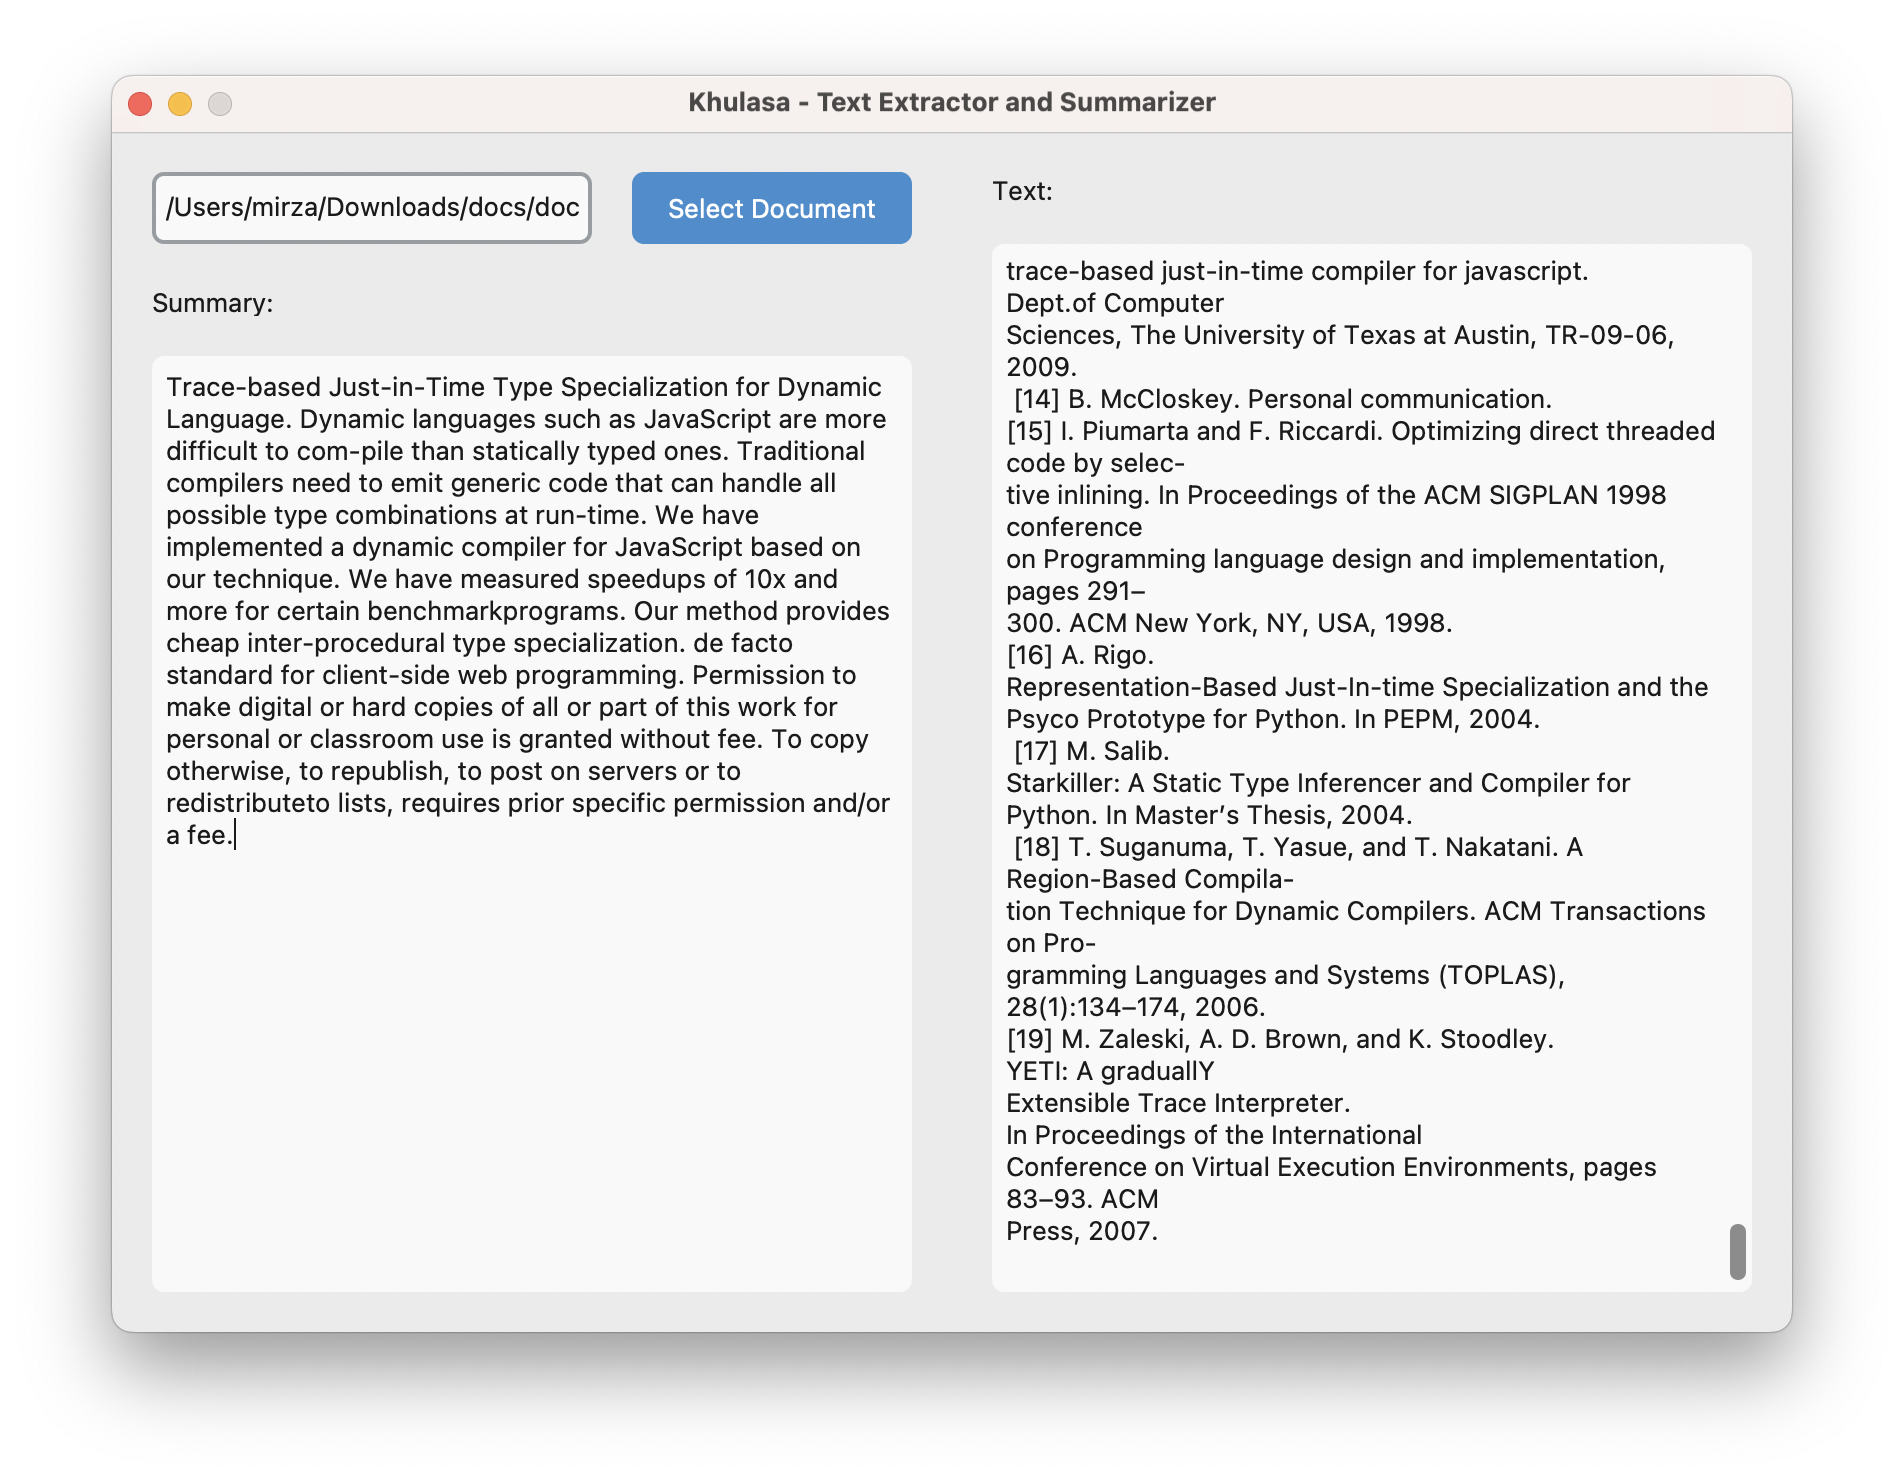 Khulasa - Text Extractor and Summarizer
/Users/mirza/Downloads/docs/doc
Select Document
Summary:
Trace-based Just-in-Time Type Specialization for Dynamic
Language. Dynamic languages such as JavaScript are more
difficult to com-pile than statically typed ones. Traditional
compilers need to emit generic code that can handle all
possible type combinations at run-time. We have
implemented a dynamic compiler for JavaScript based on
our technique. We have measured speedups of 10x and
more for certain benchmarkprograms. Our method provides
cheap inter-procedural type specialization. de facto
standard for client-side web programming. Permission to
make digital or hard copies of all or part of this work for
personal or classroom use is granted without fee. To copy
otherwise, to republish, to post on servers or to
redistributeto lists, requires prior specific permission and/or
a fee.
Text:
trace-based just-in-time compiler for javascript.
Dept.of Computer
Sciences, The University of Texas at Austin, TR-09-06,
2009.
[14] B. McCloskey. Personal communication.
[15] I. Piumarta and F. Riccardi. Optimizing direct threaded
code by selec-
tive inlining. In Proceedings of the ACM SIGPLAN 1998
conference
on Programming language design and implementation,
pages 291–
300. ACM New York, NY, USA, 1998.
[16] A. Rigo.
Representation-Based Just-In-time Specialization and the
Psyco Prototype for Python. In PEPM, 2004.
[17] M. Salib.
Starkiller: A Static Type Inferencer and Compiler for
Python. In Master’s Thesis, 2004.
[18] T. Suganuma, T. Yasue, and T. Nakatani. A
Region-Based Compila-
tion Technique for Dynamic Compilers. ACM Transactions
on Pro-
gramming Languages and Systems (TOPLAS),
28(1):134–174, 2006.
[19] M. Zaleski, A. D. Brown, and K. Stoodley.
YETI: A graduallY
Extensible Trace Interpreter.
In Proceedings of the International
Conference on Virtual Execution Environments, pages
83–93. ACM
Press, 2007.